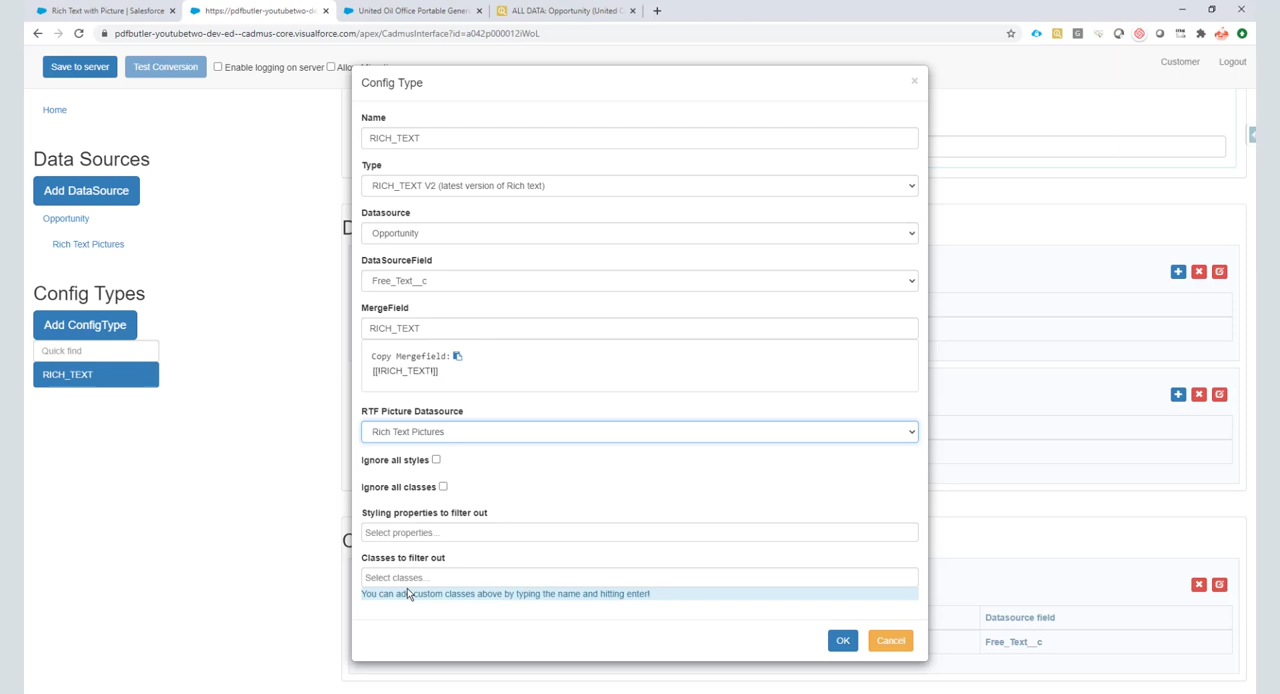 Rich Text with Picture | Salesforce
https://pdfbutler-youtubetwo-de
United Oil Office Portable Gener
ALL DATA: Opportunity (United O
pdfbutler-youtubetwo-dev-ed--cadmus-core.visualforce.com/apex/CadmusInterface?id=a042p000012iWoL
Save to server
Test Conversion
Enable logging on server
Customer
Logout
Home
Data Sources
Add DataSource
Opportunity
Rich Text Pictures
Config Types
Add ConfigType
Quick find
RICH_TEXT
Config Type
×
Name
RICH_TEXT
Type
RICH_TEXT V2 (latest version of Rich text)
Datasource
Opportunity
DataSourceField
Free_Text__c
MergeField
RICH_TEXT
Copy Mergefield:
[[!RICH_TEXT!]]
RTF Picture Datasource
Rich Text Pictures
Ignore all styles
Ignore all classes
Styling properties to filter out
Select properties...
Classes to filter out
Select classes...
You can add custom classes above by typing the name and hitting enter!
OK
Cancel
Datasource field
Free_Text__c